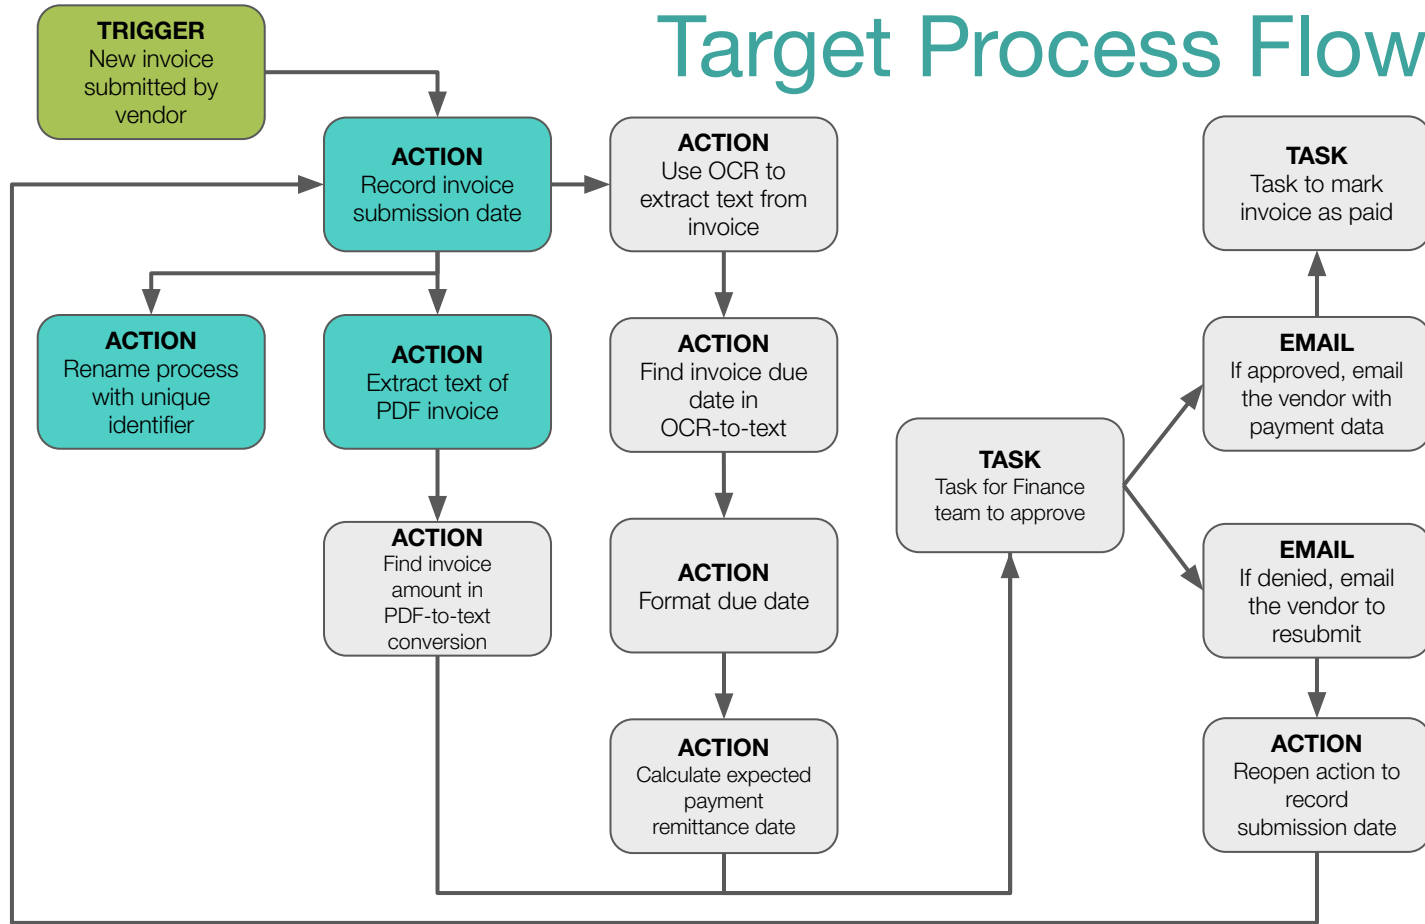 Target Process Flow
TRIGGER
New invoice
submitted by
vendor
ACTION
Record invoice
submission date
ACTION
Use OCR to
extract text from
invoice
TASK
Task to mark
invoice as paid
ACTION
Rename process
with unique
identifier
ACTION
Extract text of
PDF invoice
ACTION
Find invoice due
date in
OCR-to-text
EMAIL
If approved, email
the vendor with
payment data
TASK
Task for Finance
team to approve
ACTION
Find invoice
amount in
PDF-to-text
conversion
ACTION
Format due date
EMAIL
If denied, email
the vendor to
resubmit
ACTION
Calculate expected
payment
remittance date
ACTION
Reopen action to
record
submission date